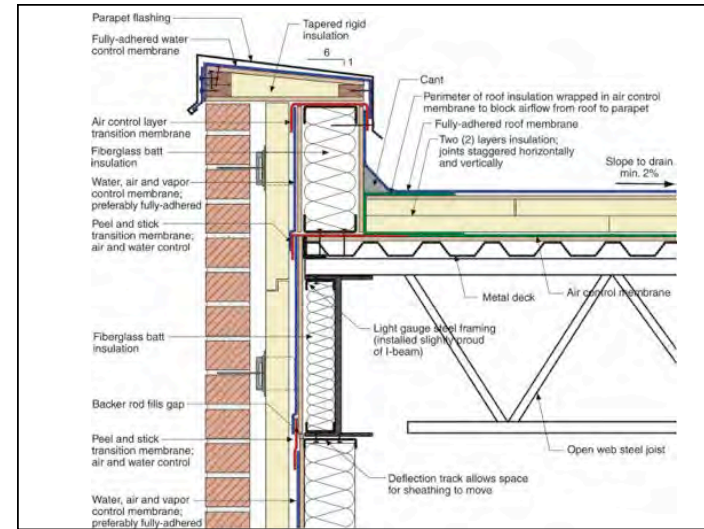 Parapet flashing
Fully-adhered water
control membrane
Tapered rigid
insulation
6
1
Cant
Perimeter of roof insulation wrapped in air control
membrane to block airflow from roof to parapet
Fully-adhered roof membrane
Two (2) layers insulation;
joints staggered horizontally
and vertically
Slope to drain
min. 2%
Air control layer
transition membrane
Fiberglass batt
insulation
Water, air and vapor
control membrane;
preferably fully-adhered
Peel and stick
transition membrane;
air and water control
Metal deck
Air control membrane
Light gauge steel framing
(installed slightly proud
of I-beam)
Fiberglass batt
insulation
Backer rod fills gap
Peel and stick
transition membrane;
air and water control
Open web steel joist
Deflection track allows space
for sheathing to move
Water, air and vapor
control membrane;
preferably fully-adhered